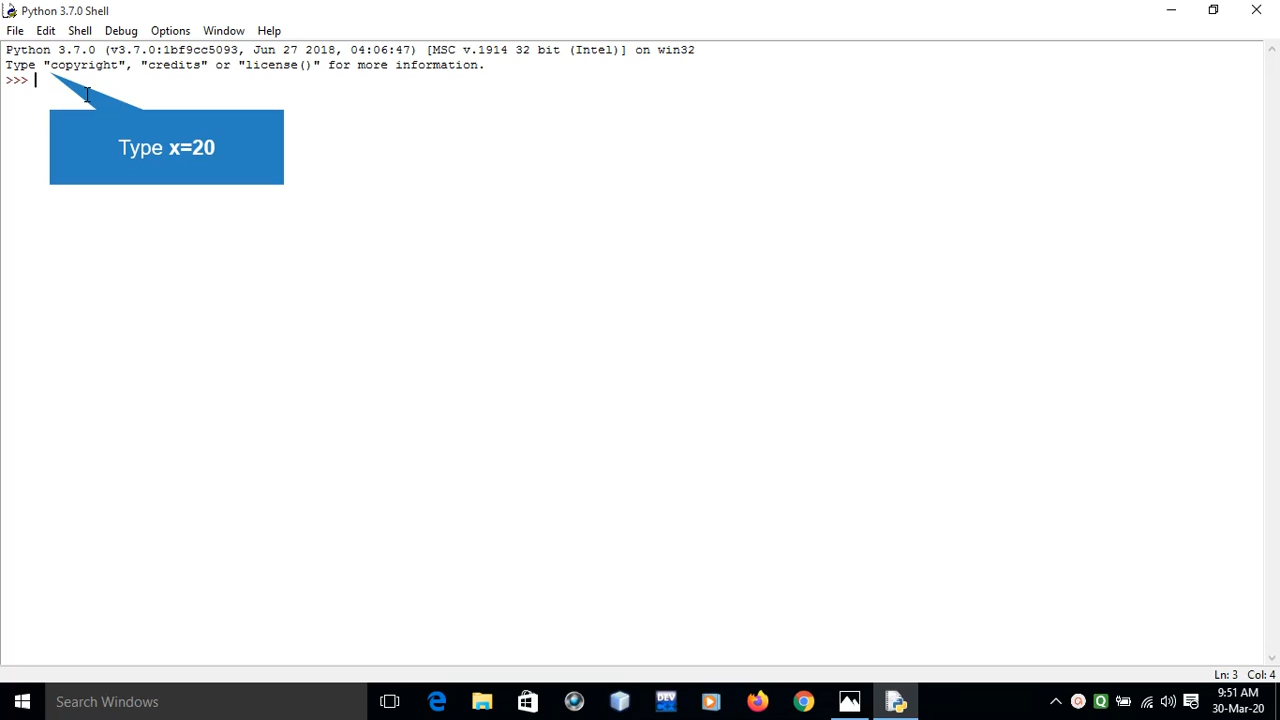 Python 3.7.0 Shell
File Edit Shell Debug Options Window Help
Python 3.7.0 (v3.7.0:1bf9cc5093, Jun 27 2018, 04:06:47) [MSC v.1914 32 bit (Intel)] on win32
Type "copyright", "credits" or "license()" for more information.
>>>
Type x=20
Ln: 3 Col: 4
Search Windows
DEV
9:51 AM
30-Mar-20